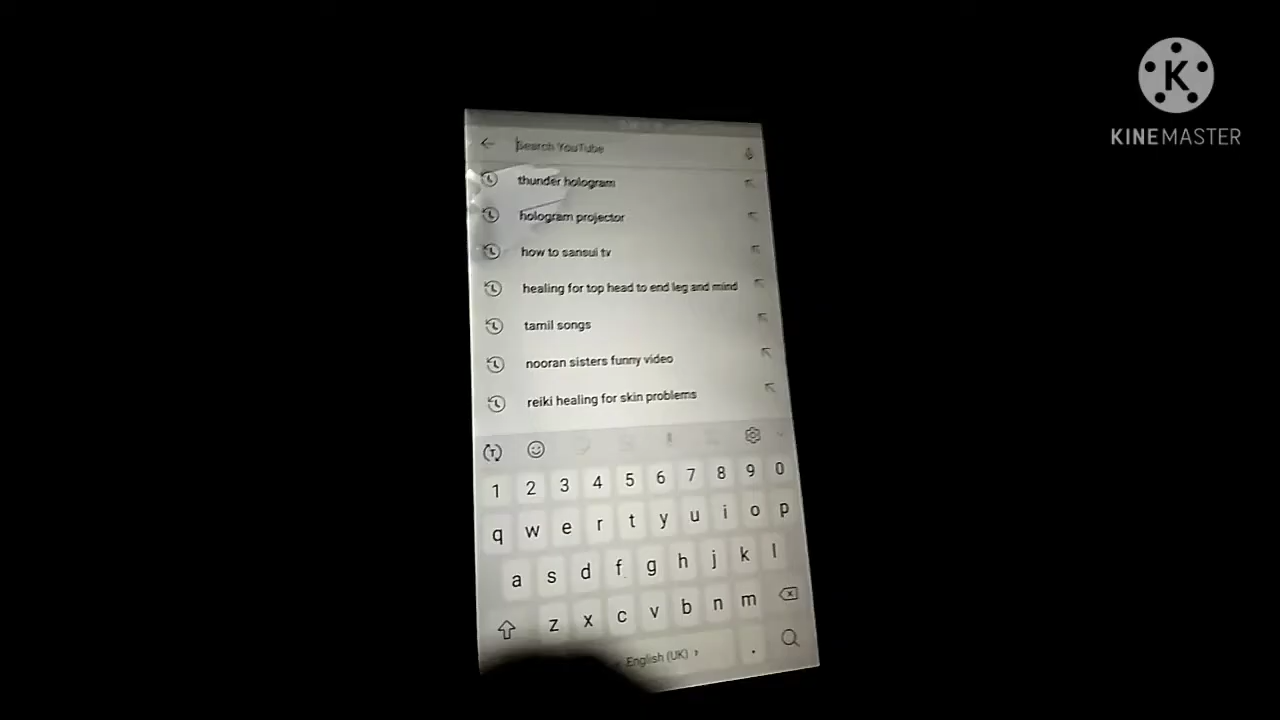 K
KINEMASTER
Search YouTube
thunder hologram
hologram projector
how to sansui tv
healing for top head to end leg and mind
tamil songs
nooran sisters funny video
reiki healing for skin problems
1 2 3 4 5 6 7 8 9 0
q w e r t y u i o p
a s d f g h j k l
z x c v b n m
English (UK) .